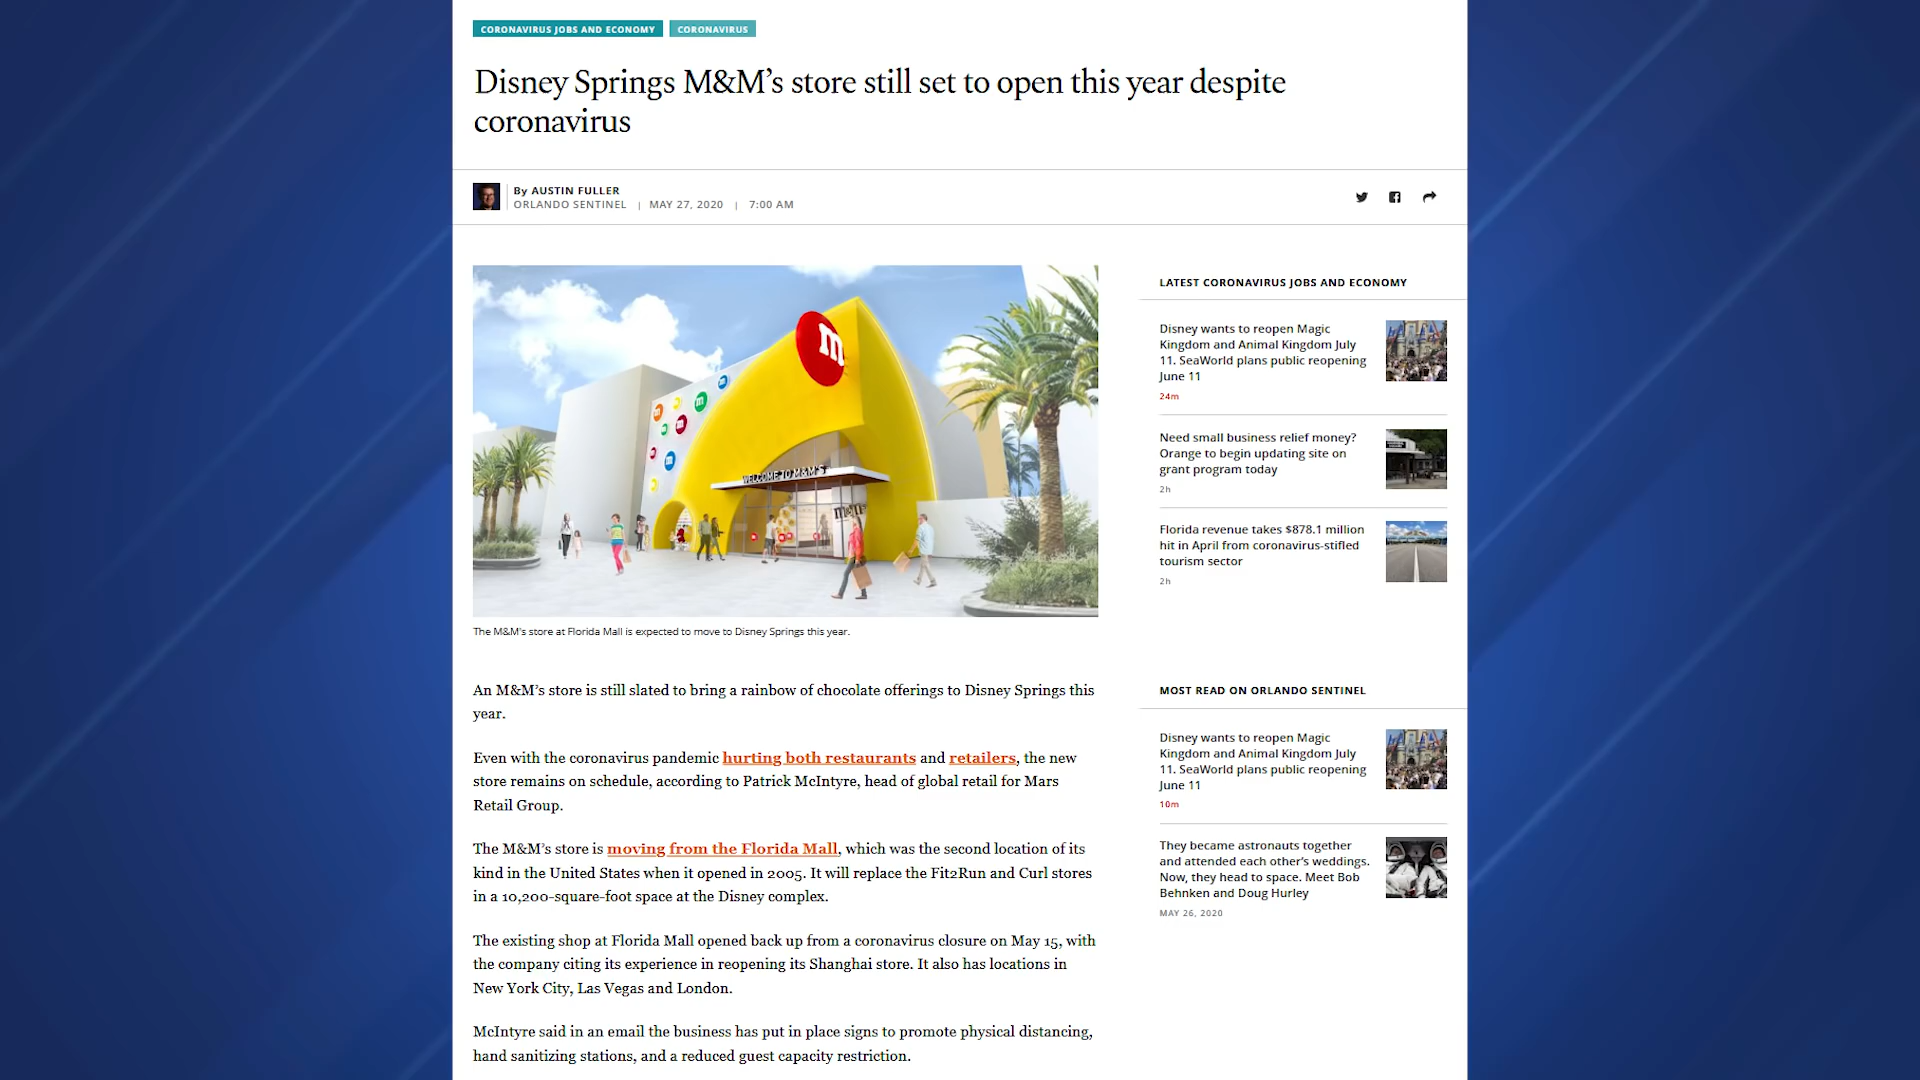 CORONAVIRUS JOBS AND ECONOMY CORONAVIRUS
Disney Springs M&M’s store still set to open this year despite
coronavirus
By AUSTIN FULLER
ORLANDO SENTINEL | MAY 27, 2020 | 7:00 AM
m
m
m
m
m
m
WELCOME TO M&M'S
m&m's
The M&M's store at Florida Mall is expected to move to Disney Springs this year.
An M&M’s store is still slated to bring a rainbow of chocolate offerings to Disney Springs this
year.
Even with the coronavirus pandemic hurting both restaurants and retailers, the new
store remains on schedule, according to Patrick McIntyre, head of global retail for Mars
Retail Group.
The M&M’s store is moving from the Florida Mall, which was the second location of its
kind in the United States when it opened in 2005. It will replace the Fit2Run and Curl stores
in a 10,200-square-foot space at the Disney complex.
The existing shop at Florida Mall opened back up from a coronavirus closure on May 15, with
the company citing its experience in reopening its Shanghai store. It also has locations in
New York City, Las Vegas and London.
McIntyre said in an email the business has put in place signs to promote physical distancing,
hand sanitizing stations, and a reduced guest capacity restriction.
LATEST CORONAVIRUS JOBS AND ECONOMY
Disney wants to reopen Magic
Kingdom and Animal Kingdom July
11. SeaWorld plans public reopening
June 11
24m
Need small business relief money?
Orange to begin updating site on
grant program today
2h
Florida revenue takes $878.1 million
hit in April from coronavirus-stifled
tourism sector
2h
MOST READ ON ORLANDO SENTINEL
Disney wants to reopen Magic
Kingdom and Animal Kingdom July
11. SeaWorld plans public reopening
June 11
10m
They became astronauts together
and attended each other’s weddings.
Now, they head to space. Meet Bob
Behnken and Doug Hurley
MAY 26, 2020